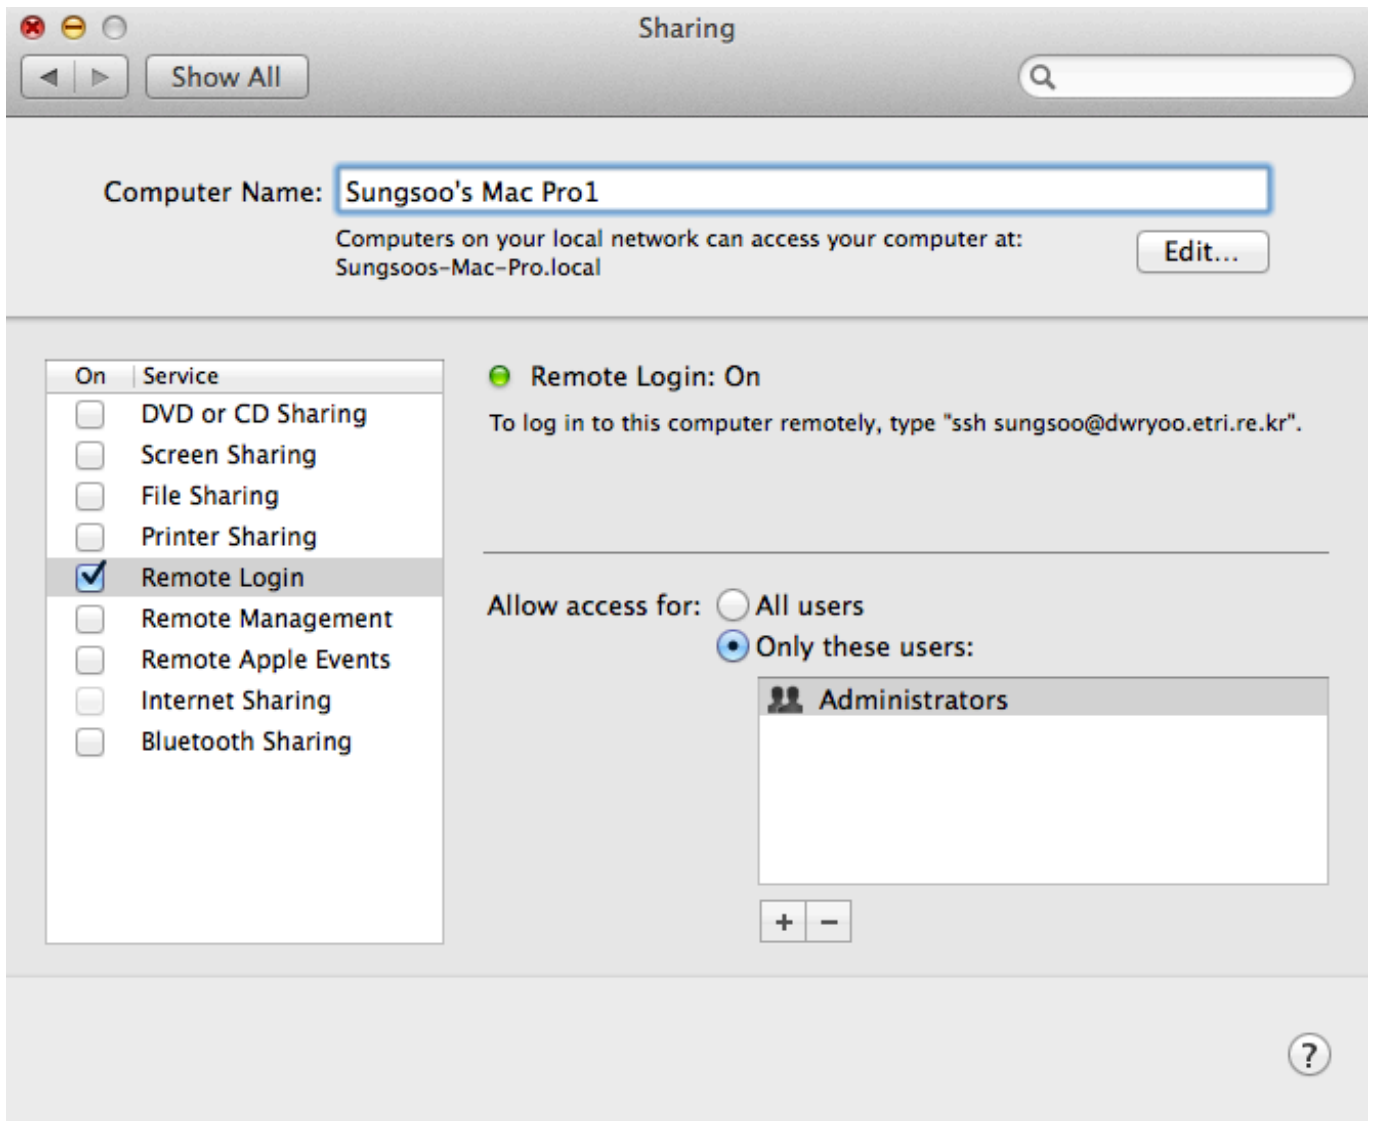 Sharing
Show All
Computer Name: Sungsoo's Mac Pro1
Computers on your local network can access your computer at:
Sungsoos-Mac-Pro.local
Edit...
On Service
DVD or CD Sharing
Screen Sharing
File Sharing
Printer Sharing
Remote Login
Remote Management
Remote Apple Events
Internet Sharing
Bluetooth Sharing
Remote Login: On
To log in to this computer remotely, type "ssh sungsoo@dwryoo.etri.re.kr".
Allow access for: All users
Only these users:
Administrators
+ −
?